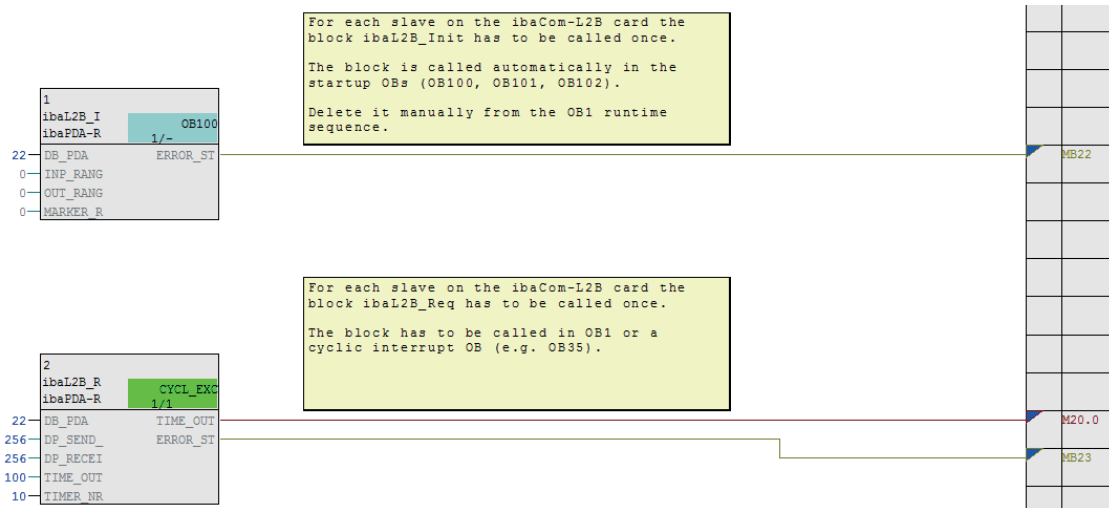 For each slave on the ibaCom-L2B card the
block ibaL2B_Init has to be called once.
The block is called automatically in the
startup OBs (OB100, OB101, OB102).
Delete it manually from the OB1 runtime
sequence.
1
ibaL2B_I OB100
ibaPDA-R 1/-
22 DB_PDA ERROR_ST MB22
0 INP_RANG
0 OUT_RANG
0 MARKER_R
For each slave on the ibaCom-L2B card the
block ibaL2B_Req has to be called once.
The block has to be called in OB1 or a
cyclic interrupt OB (e.g. OB35).
2
ibaL2B_R CYCL_EXC
ibaPDA-R 1/1
22 DB_PDA TIME_OUT M20.0
256 DP_SEND_ ERROR_ST
256 DP_RECEI MB23
100 TIME_OUT
10 TIMER_NR